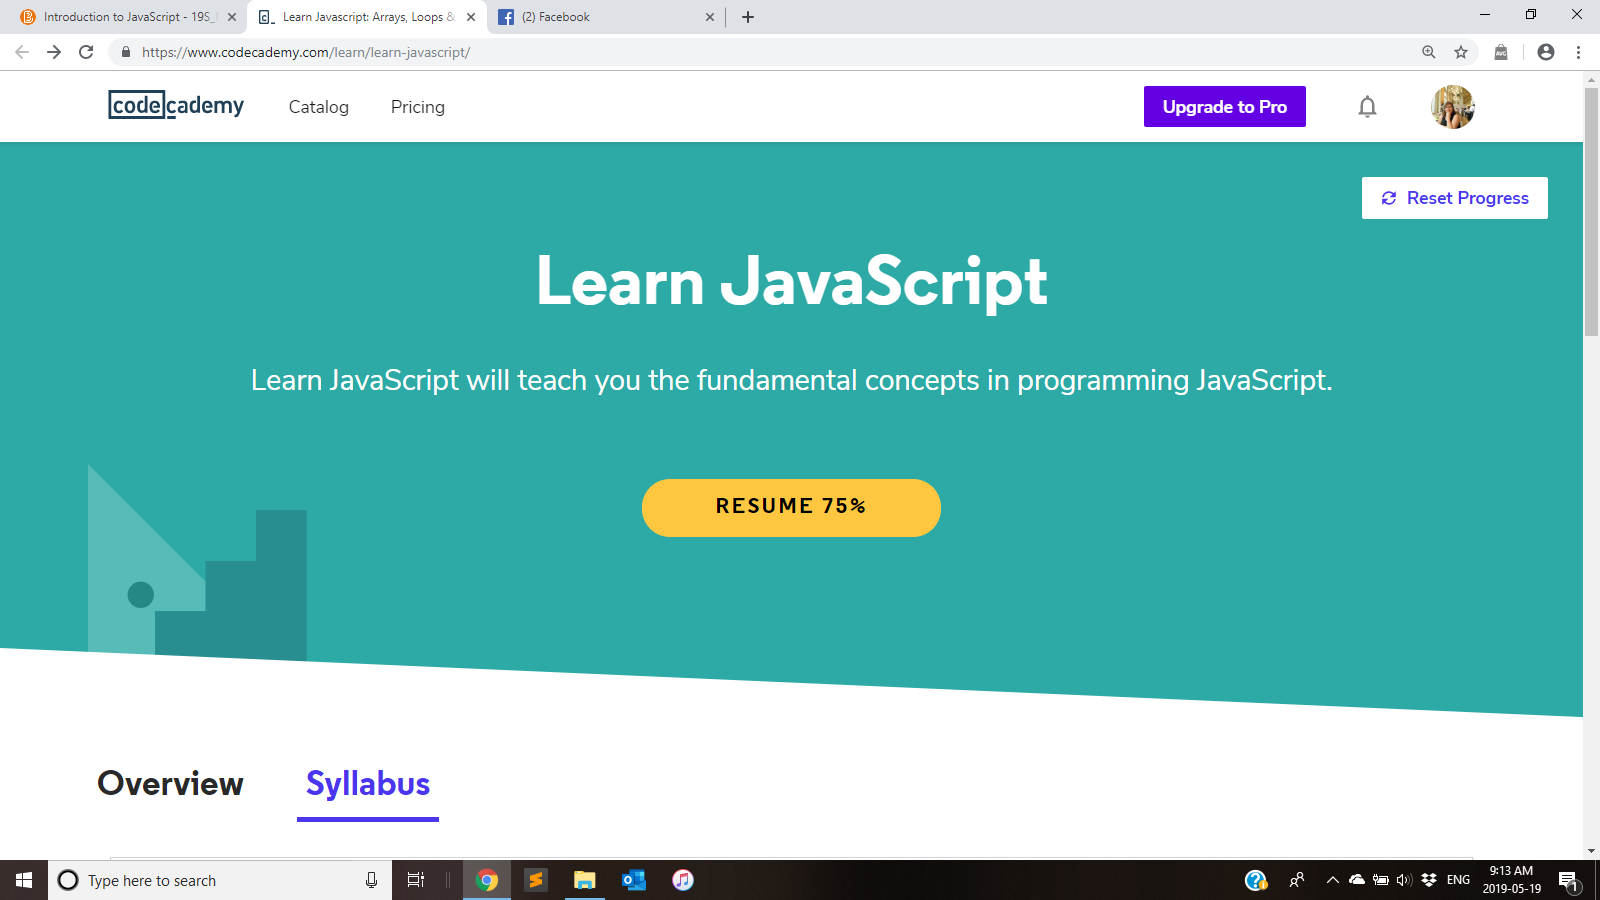 Introduction to JavaScript - 19S_
Learn Javascript: Arrays, Loops &
(2) Facebook
https://www.codecademy.com/learn/learn-javascript/
AVG
codecademy
Catalog
Pricing
Upgrade to Pro
Reset Progress
Learn JavaScript
Learn JavaScript will teach you the fundamental concepts in programming JavaScript.
RESUME 75%
Overview
Syllabus
Type here to search
ENG
9:13 AM
2019-05-19
1